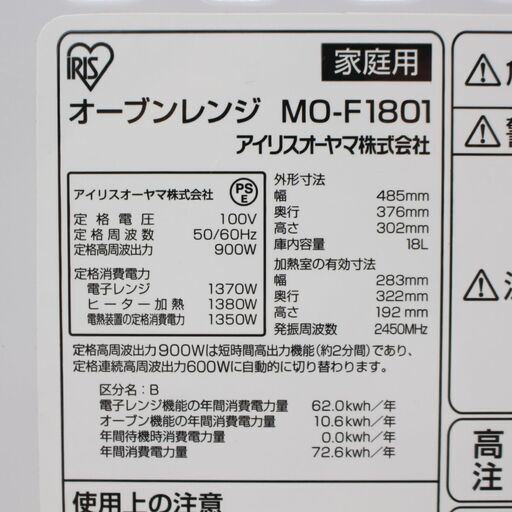 IRIS
家庭用
オーブンレンジ MO-F1801
アイリスオーヤマ株式会社
アイリスオーヤマ株式会社 PSE
定格電圧 100V
定格周波数 50/60Hz
定格高周波出力 900W
定格消費電力
電子レンジ 1370W
ヒーター加熱 1380W
電熱装置の定格消費電力 1350W
外形寸法
幅 485mm
奥行 376mm
高さ 302mm
庫内容量 18L
加熱室の有効寸法
幅 283mm
奥行 322mm
高さ 192mm
発振周波数 2450MHz
定格高周波出力900Wは短時間高出力機能(約2分間)であり、
定格連続高周波出力600Wに自動的に切り替わります。
区分名:B
電子レンジ機能の年間消費電力量 62.0kwh/年
オーブン機能の年間消費電力量 10.6kwh/年
年間待機時消費電力量 0.0kwh/年
年間消費電力量 72.6kwh/年
使用上の注意
高
注